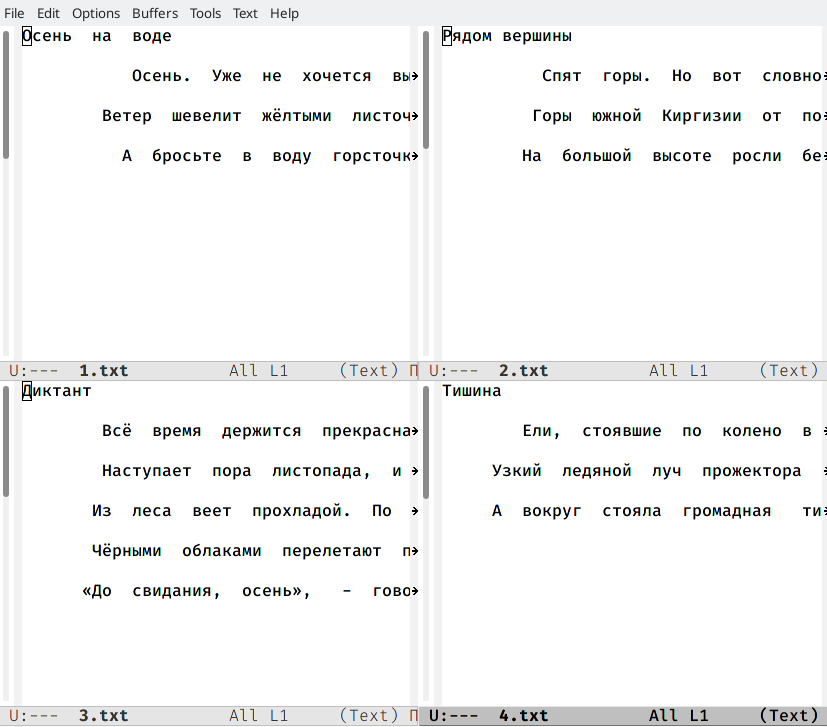 File Edit Options Buffers Tools Text Help
Осень на воде
Осень. Уже не хочется вы
Ветер шевелит жёлтыми листоч
А бросьте в воду горсточк
U:--- 1.txt All L1 (Text) П
Рядом вершины
Спят горы. Но вот словно
Горы южной Киргизии от по
На большой высоте росли бе
U:--- 2.txt All L1 (Text)
Диктант
Всё время держится прекрасна
Наступает пора листопада, и
Из леса веет прохладой. По
Чёрными облаками перелетают п
«До свидания, осень», - гово
U:--- 3.txt All L1 (Text) П
Тишина
Ели, стоявшие по колено в
Узкий ледяной луч прожектора
А вокруг стояла громадная ти
U:--- 4.txt All L1 (Text)